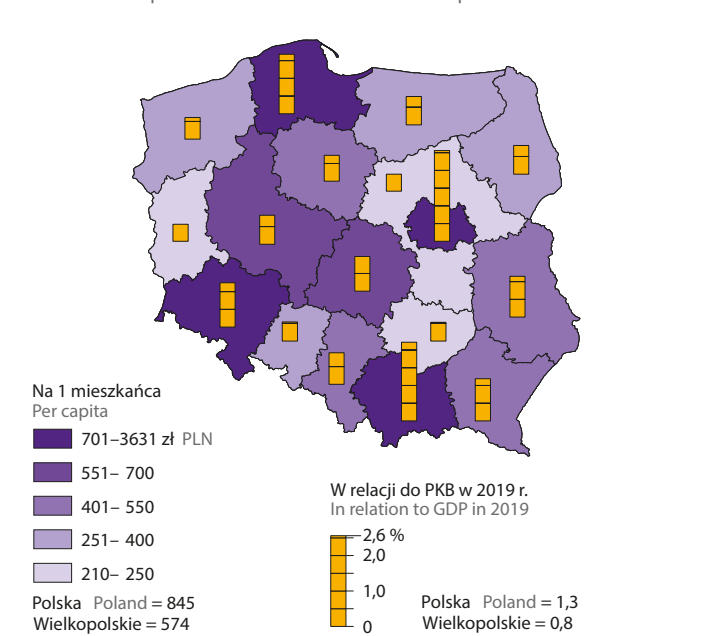 Na 1 mieszkańca
Per capita
701–3631 zł PLN
551– 700
401– 550
251– 400
210– 250
Polska Poland = 845
Wielkopolskie = 574
W relacji do PKB w 2019 r.
In relation to GDP in 2019
2,6 %
2,0
1,0
0
Polska Poland = 1,3
Wielkopolskie = 0,8